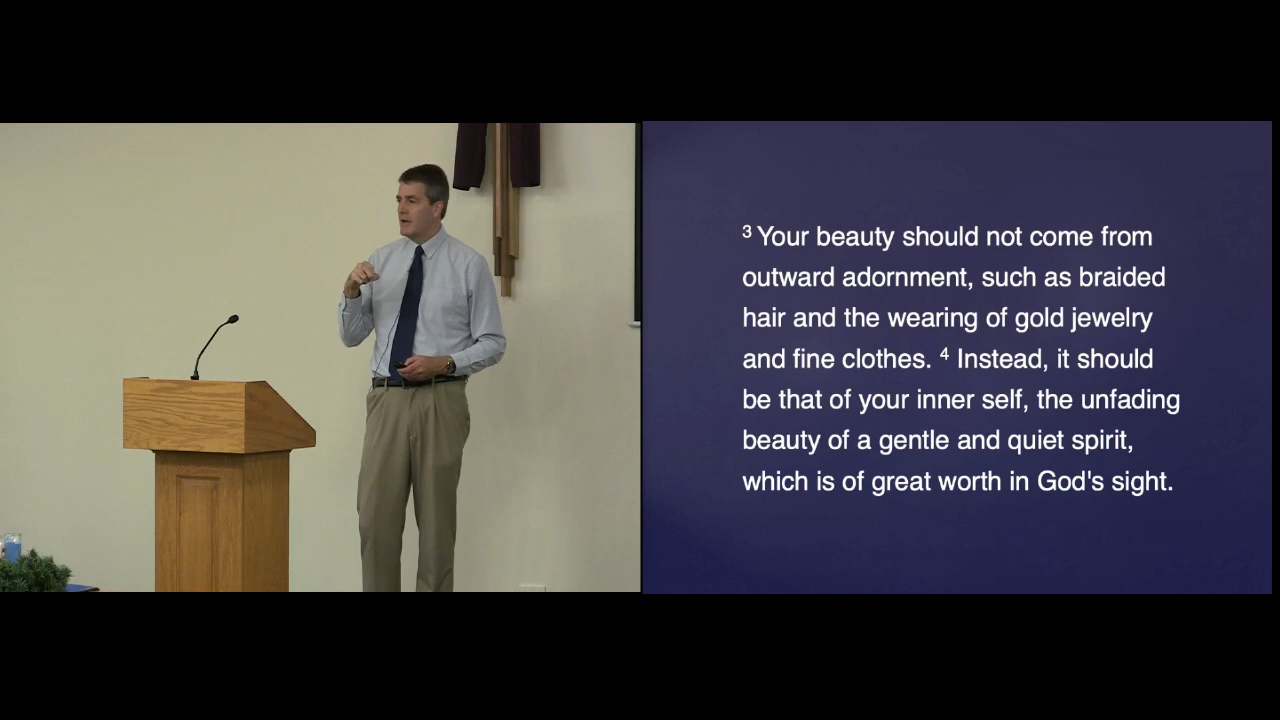 ³ Your beauty should not come from
outward adornment, such as braided
hair and the wearing of gold jewelry
and fine clothes. ⁴ Instead, it should
be that of your inner self, the unfading
beauty of a gentle and quiet spirit,
which is of great worth in God's sight.